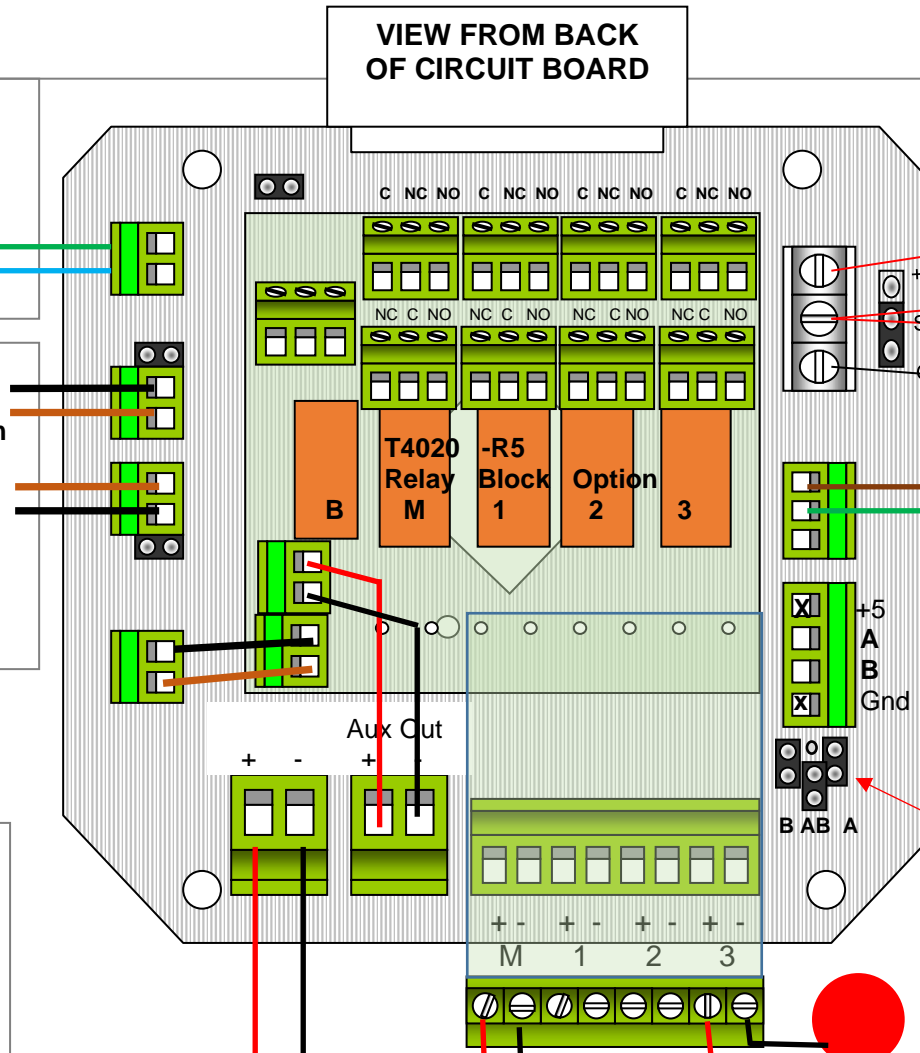 VIEW FROM BACK
OF CIRCUIT BOARD
C NC NO C NC NO C NC NO C NC NO
NC C NO NC C NO NC C NO NC C NO
+
n
T4020 -R5
Relay Block Option
B M 1 2 3
X +5
A
B
X Gnd
Aux Out
+ - + -
B AB A
+ - + - + - + -
M 1 2 3